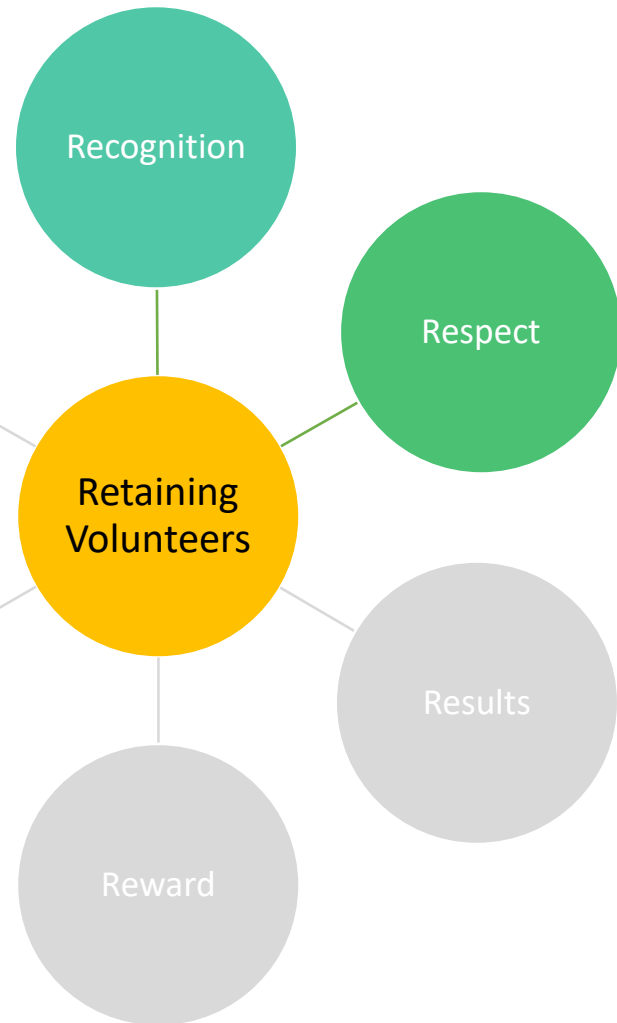 Recognition
Respect
Retaining
Volunteers
Results
Reward